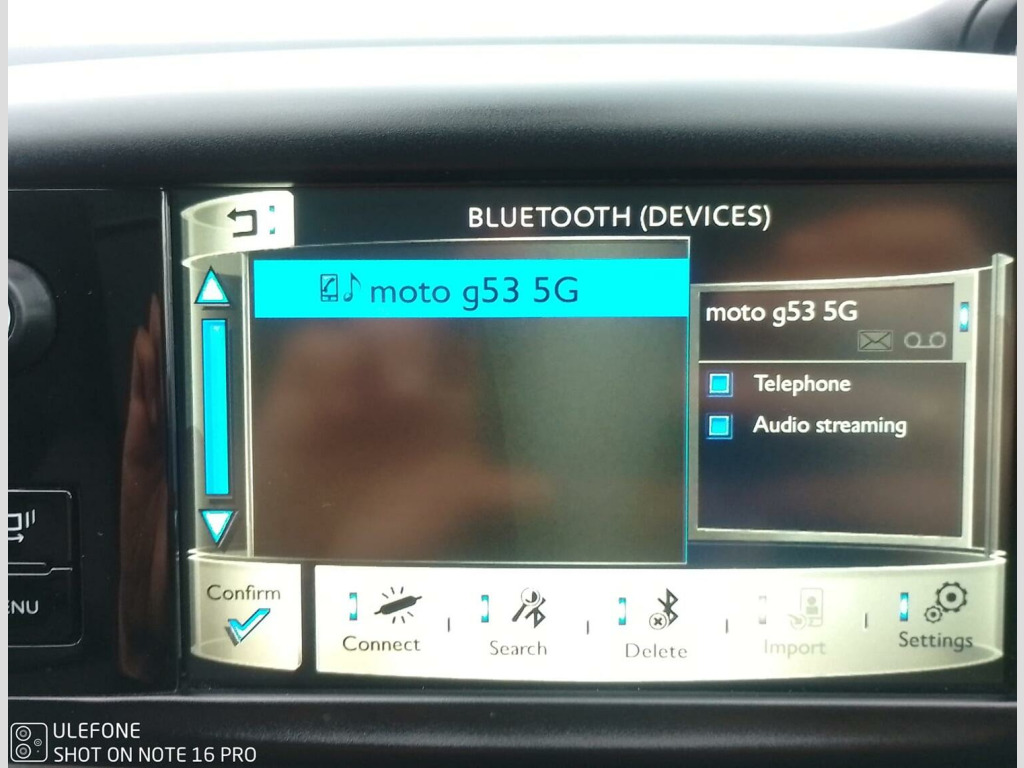 BLUETOOTH (DEVICES)
moto g53 5G
moto g53 5G
Telephone
Audio streaming
ENU
Confirm
Connect
Search
Delete
Import
Settings
ULEFONE
SHOT ON NOTE 16 PRO